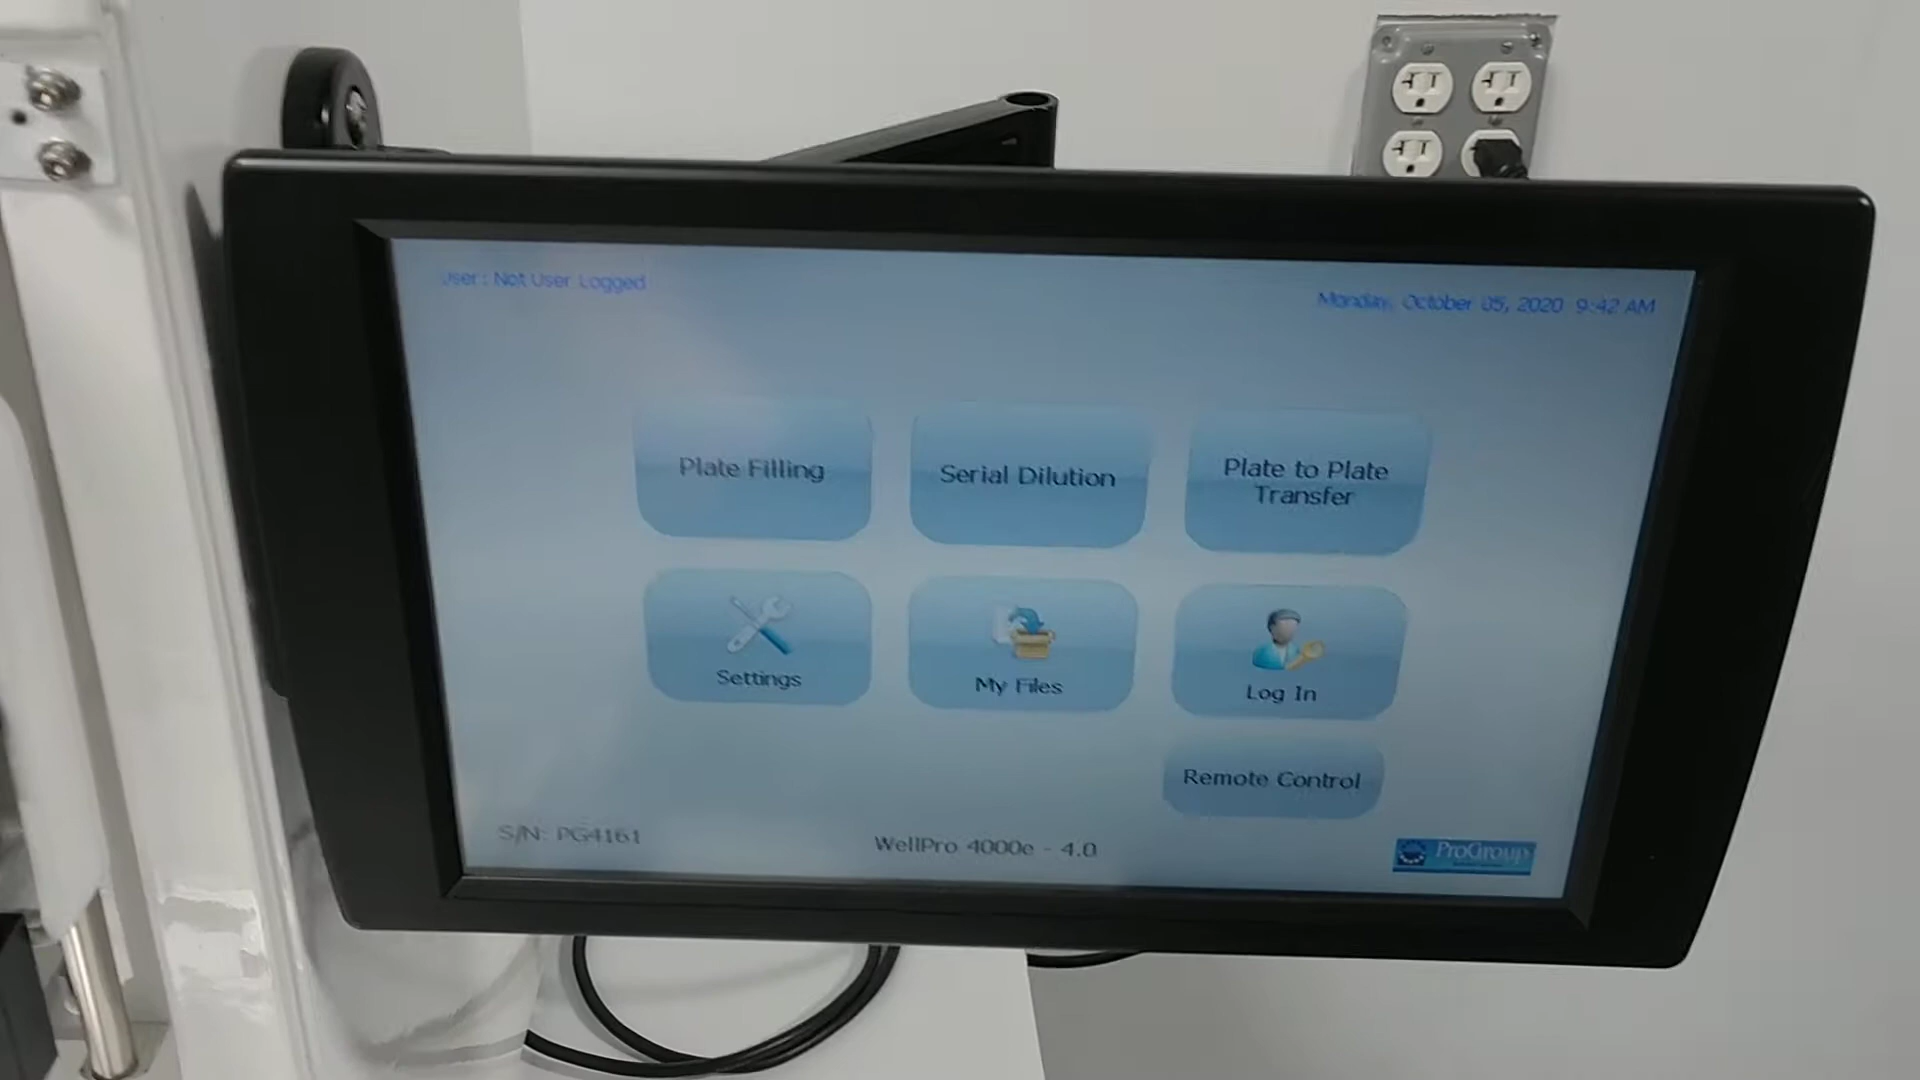 User : Not User Logged
Monday, October 05, 2020 9:42 AM
Plate Filling
Serial Dilution
Plate to Plate
Transfer
Settings
My Files
Log In
Remote Control
S/N: PG4161
WellPro 4000e - 4.0
ProGroup